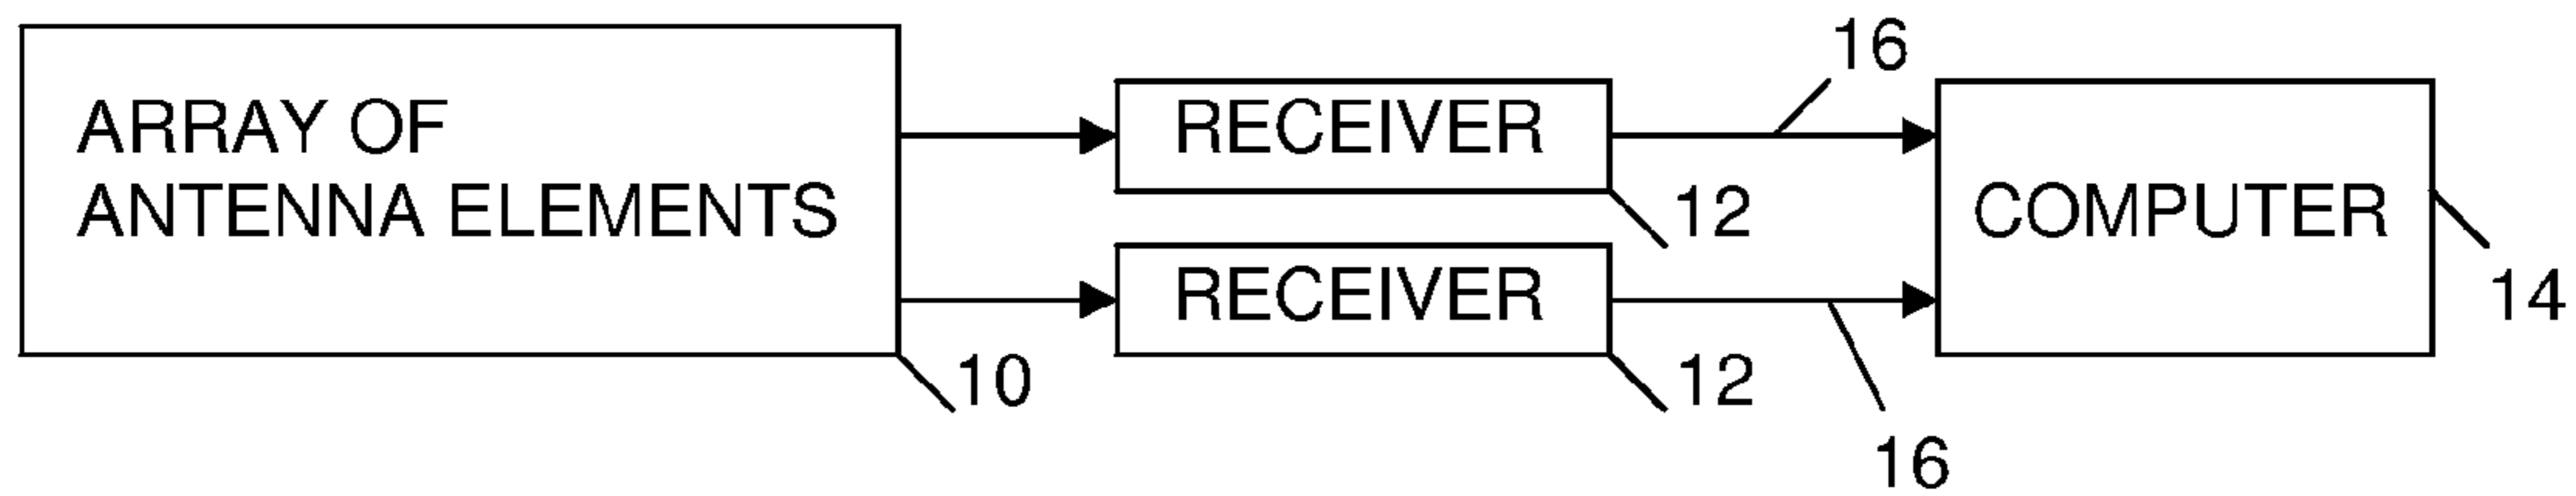 16
ARRAY OF
ANTENNA ELEMENTS
RECEIVER
12
RECEIVER
12
COMPUTER
14
10
16